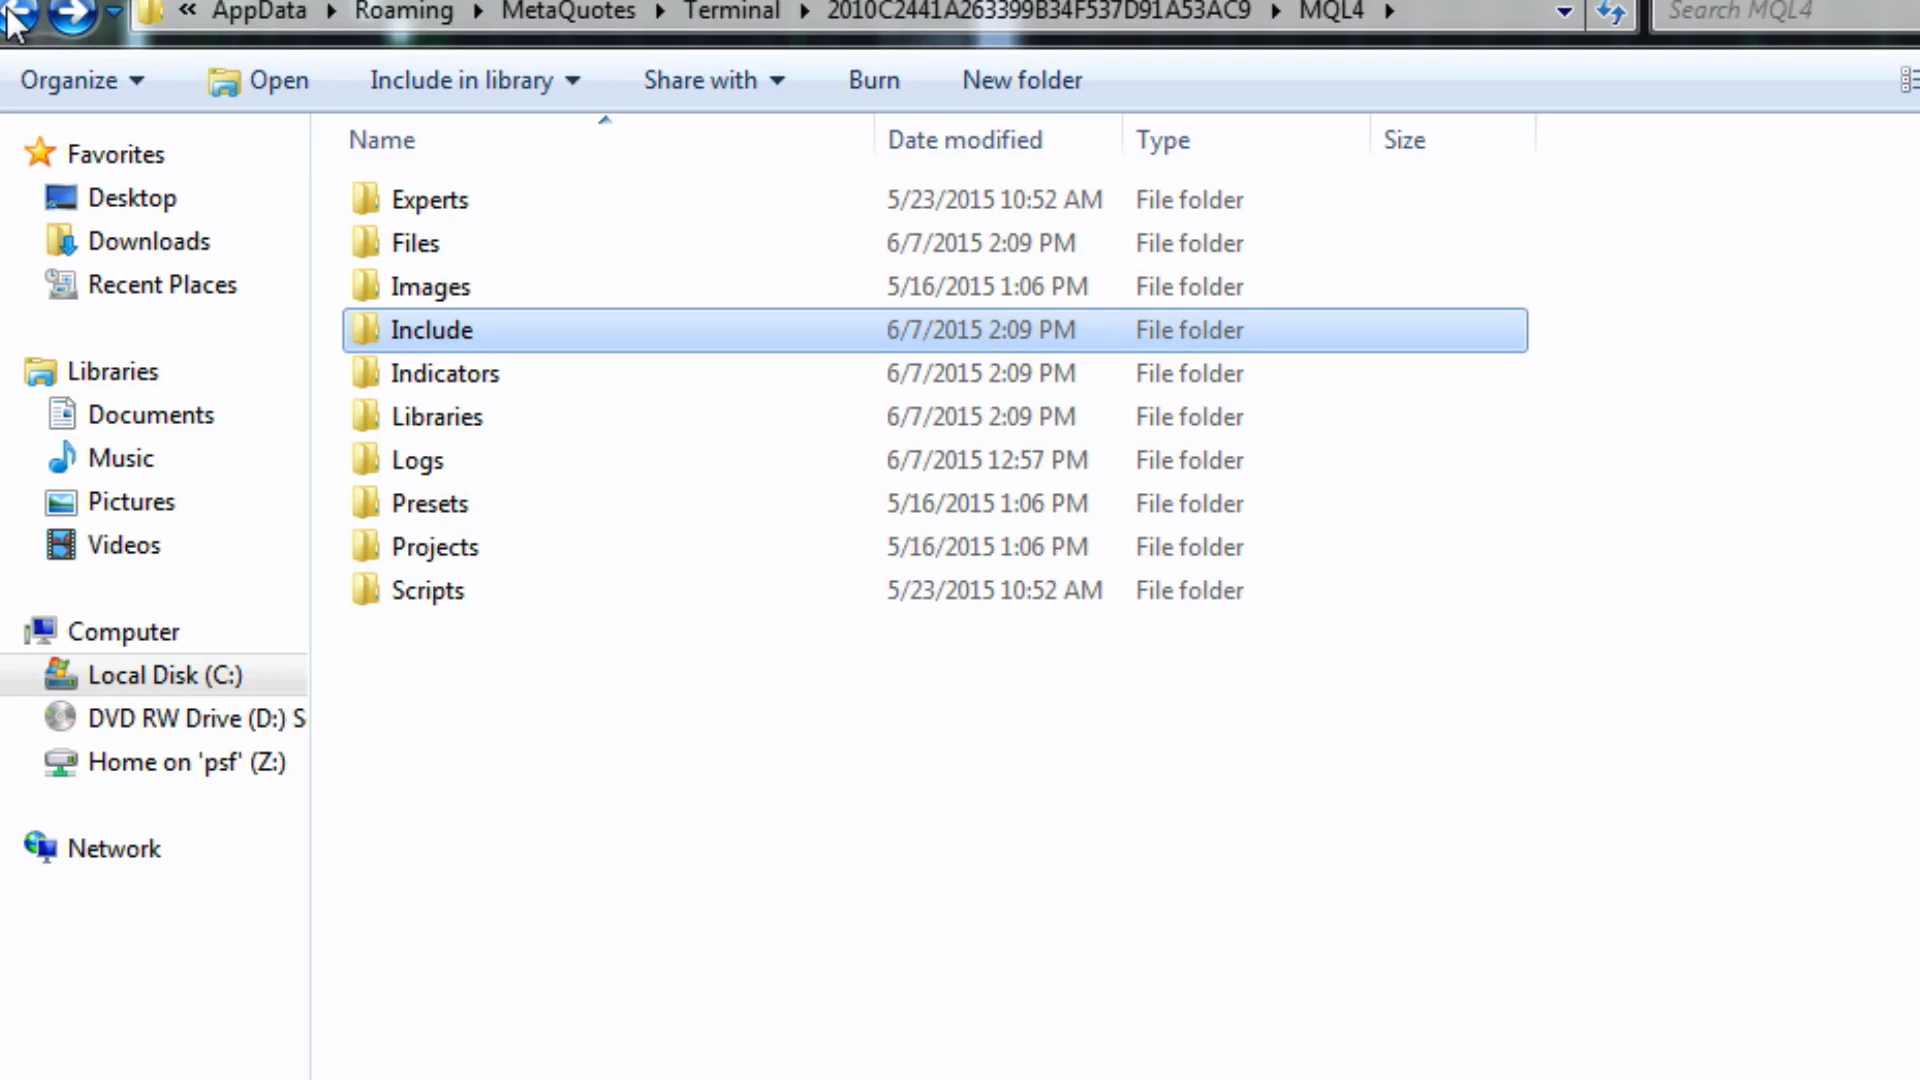 « AppData ▸ Roaming ▸ MetaQuotes ▸ Terminal ▸ 2010C2441A263399B34F537D91A53AC9 ▸ MQL4 ▸ Search MQL4
Organize Open Include in library Share with Burn New folder
Name Date modified Type Size
Favorites
Desktop
Downloads
Recent Places
Libraries
Documents
Music
Pictures
Videos
Computer
Local Disk (C:)
DVD RW Drive (D:) S
Home on 'psf' (Z:)
Network
Experts 5/23/2015 10:52 AM File folder
Files 6/7/2015 2:09 PM File folder
Images 5/16/2015 1:06 PM File folder
Include 6/7/2015 2:09 PM File folder
Indicators 6/7/2015 2:09 PM File folder
Libraries 6/7/2015 2:09 PM File folder
Logs 6/7/2015 12:57 PM File folder
Presets 5/16/2015 1:06 PM File folder
Projects 5/16/2015 1:06 PM File folder
Scripts 5/23/2015 10:52 AM File folder